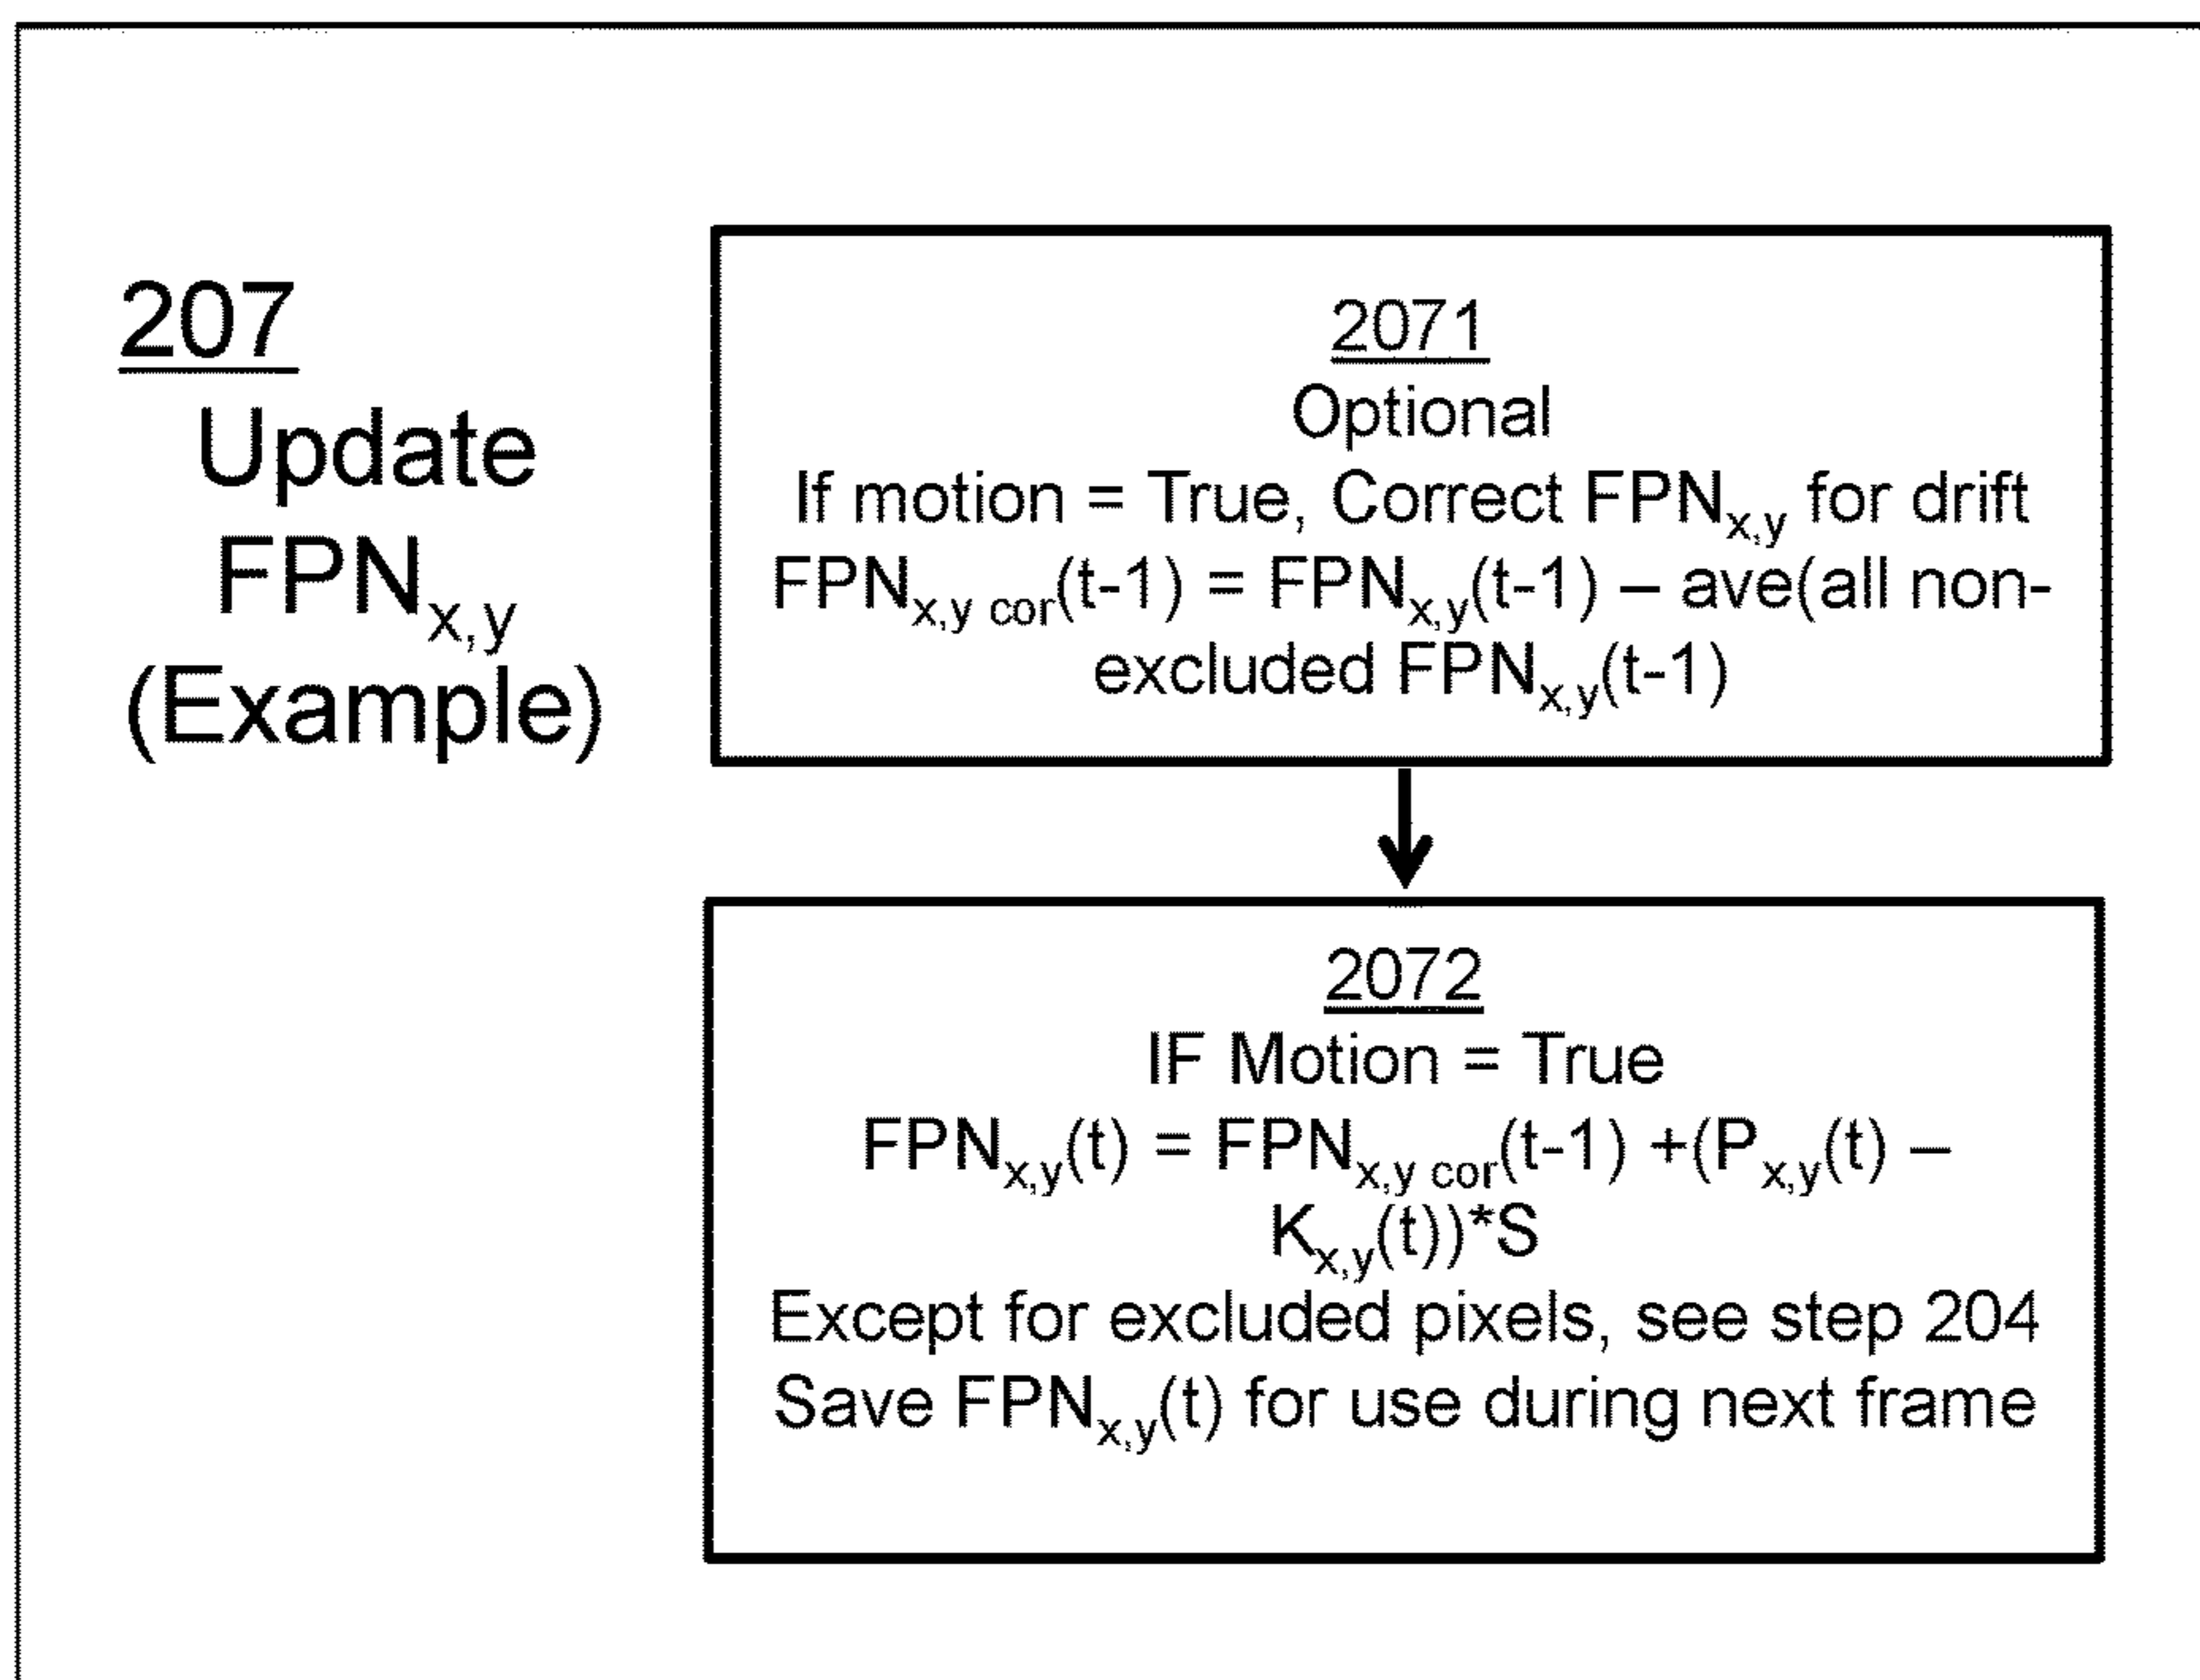 207
Update
FPNx,y
(Example)
2071
Optional
If motion = True, Correct FPNx,y for drift
FPNx,y cor(t-1) = FPNx,y(t-1) – ave(all non-
excluded FPNx,y(t-1)
2072
IF Motion = True
FPNx,y(t) = FPNx,y cor(t-1) +(Px,y(t) –
Kx,y(t))*S
Except for excluded pixels, see step 204
Save FPNx,y(t) for use during next frame